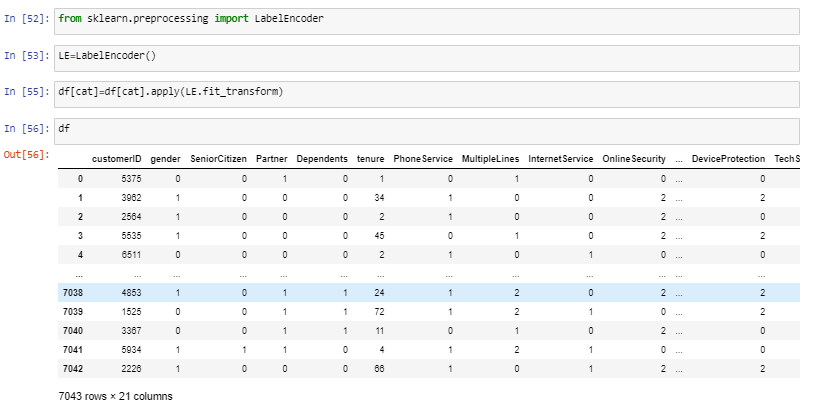 In [52]: from sklearn.preprocessing import LabelEncoder
In [53]: LE=LabelEncoder()
In [55]: df[cat]=df[cat].apply(LE.fit_transform)
In [56]: df
Out[56]:
customerID gender SeniorCitizen Partner Dependents tenure PhoneService MultipleLines InternetService OnlineSecurity ... DeviceProtection TechS
0 5375 0 0 1 0 1 0 1 0 0 ... 0
1 3962 1 0 0 0 34 1 0 0 2 ... 2
2 2564 1 0 0 0 2 1 0 0 2 ... 0
3 5535 1 0 0 0 45 0 1 0 2 ... 2
4 6511 0 0 0 0 2 1 0 1 0 ... 0
... ... ... ... ... ... ... ... ... ... ... ... ...
7038 4853 1 0 1 1 24 1 2 0 2 ... 2
7039 1525 0 0 1 1 72 1 2 1 0 ... 2
7040 3367 0 0 1 1 11 0 1 0 2 ... 0
7041 5934 1 1 1 0 4 1 2 1 0 ... 0
7042 2226 1 0 0 0 66 1 0 1 2 ... 2
7043 rows × 21 columns